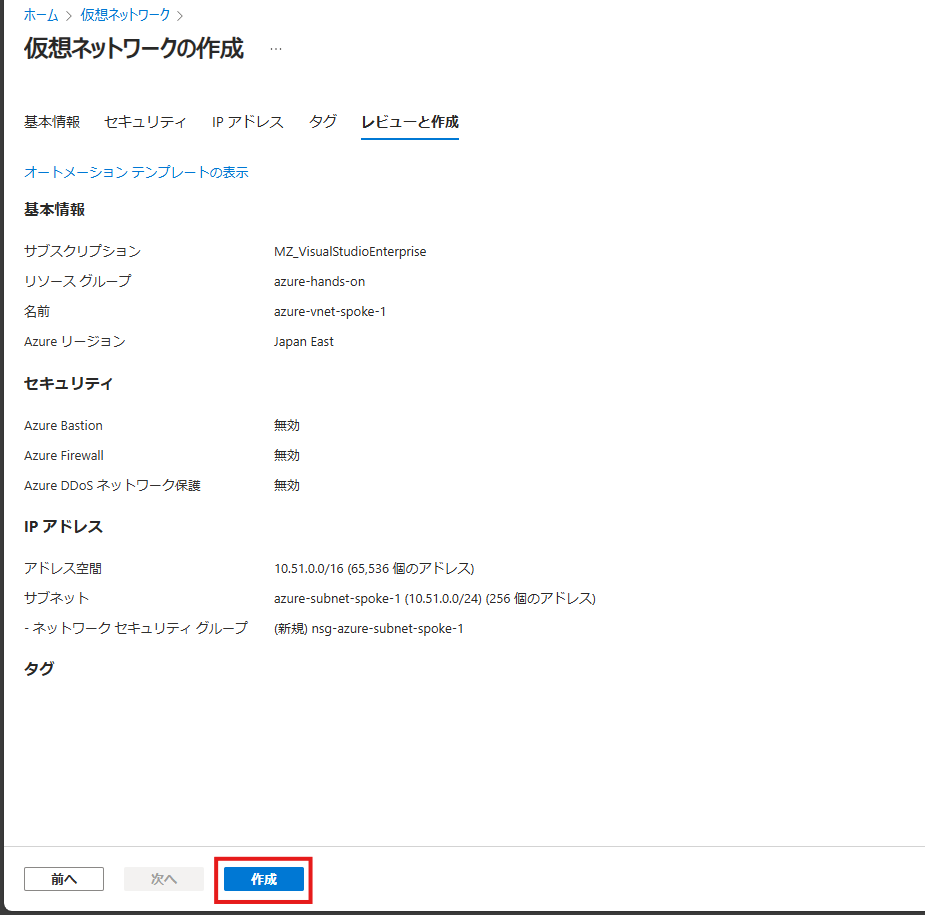 ホーム > 仮想ネットワーク >
仮想ネットワークの作成 ...
基本情報 セキュリティ IP アドレス タグ レビューと作成
オートメーション テンプレートの表示
基本情報
サブスクリプション MZ_VisualStudioEnterprise
リソース グループ azure-hands-on
名前 azure-vnet-spoke-1
Azure リージョン Japan East
セキュリティ
Azure Bastion 無効
Azure Firewall 無効
Azure DDoS ネットワーク保護 無効
IP アドレス
アドレス空間 10.51.0.0/16 (65,536 個のアドレス)
サブネット azure-subnet-spoke-1 (10.51.0.0/24) (256 個のアドレス)
- ネットワーク セキュリティ グループ (新規) nsg-azure-subnet-spoke-1
タグ
前へ 次へ 作成